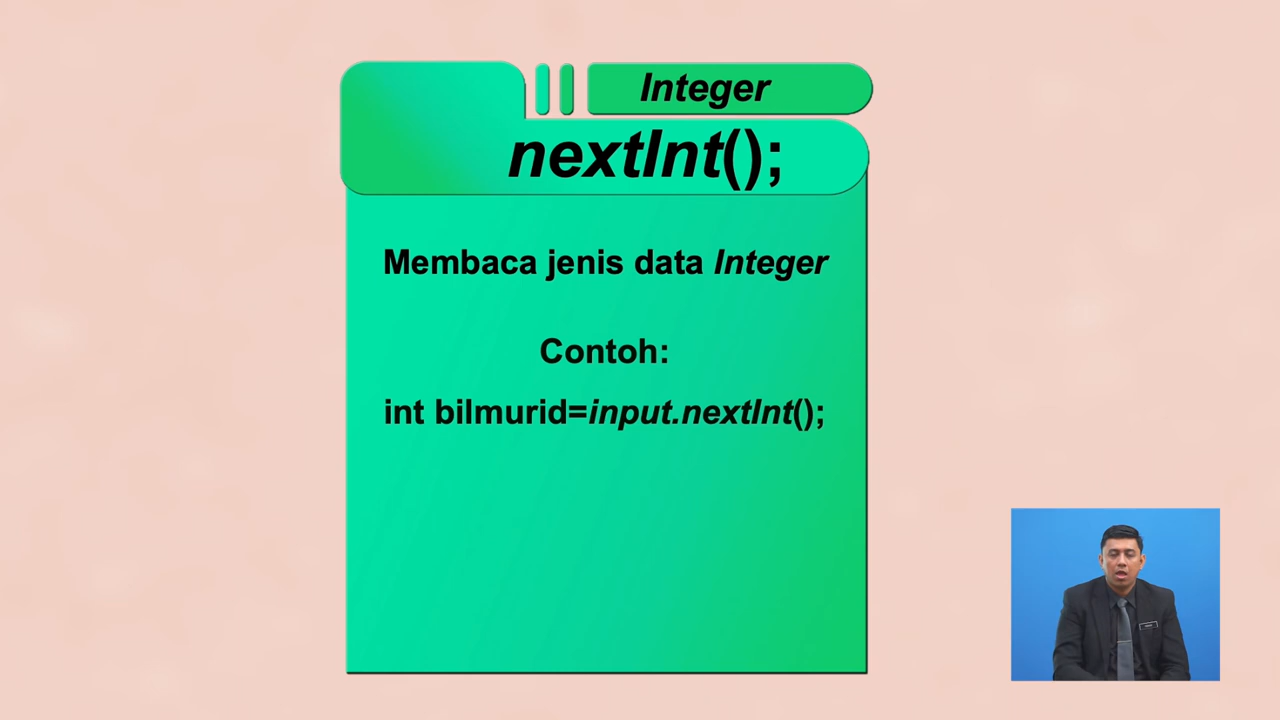 Integer
nextInt();
Membaca jenis data Integer
Contoh:
int bilmurid=input.nextInt();